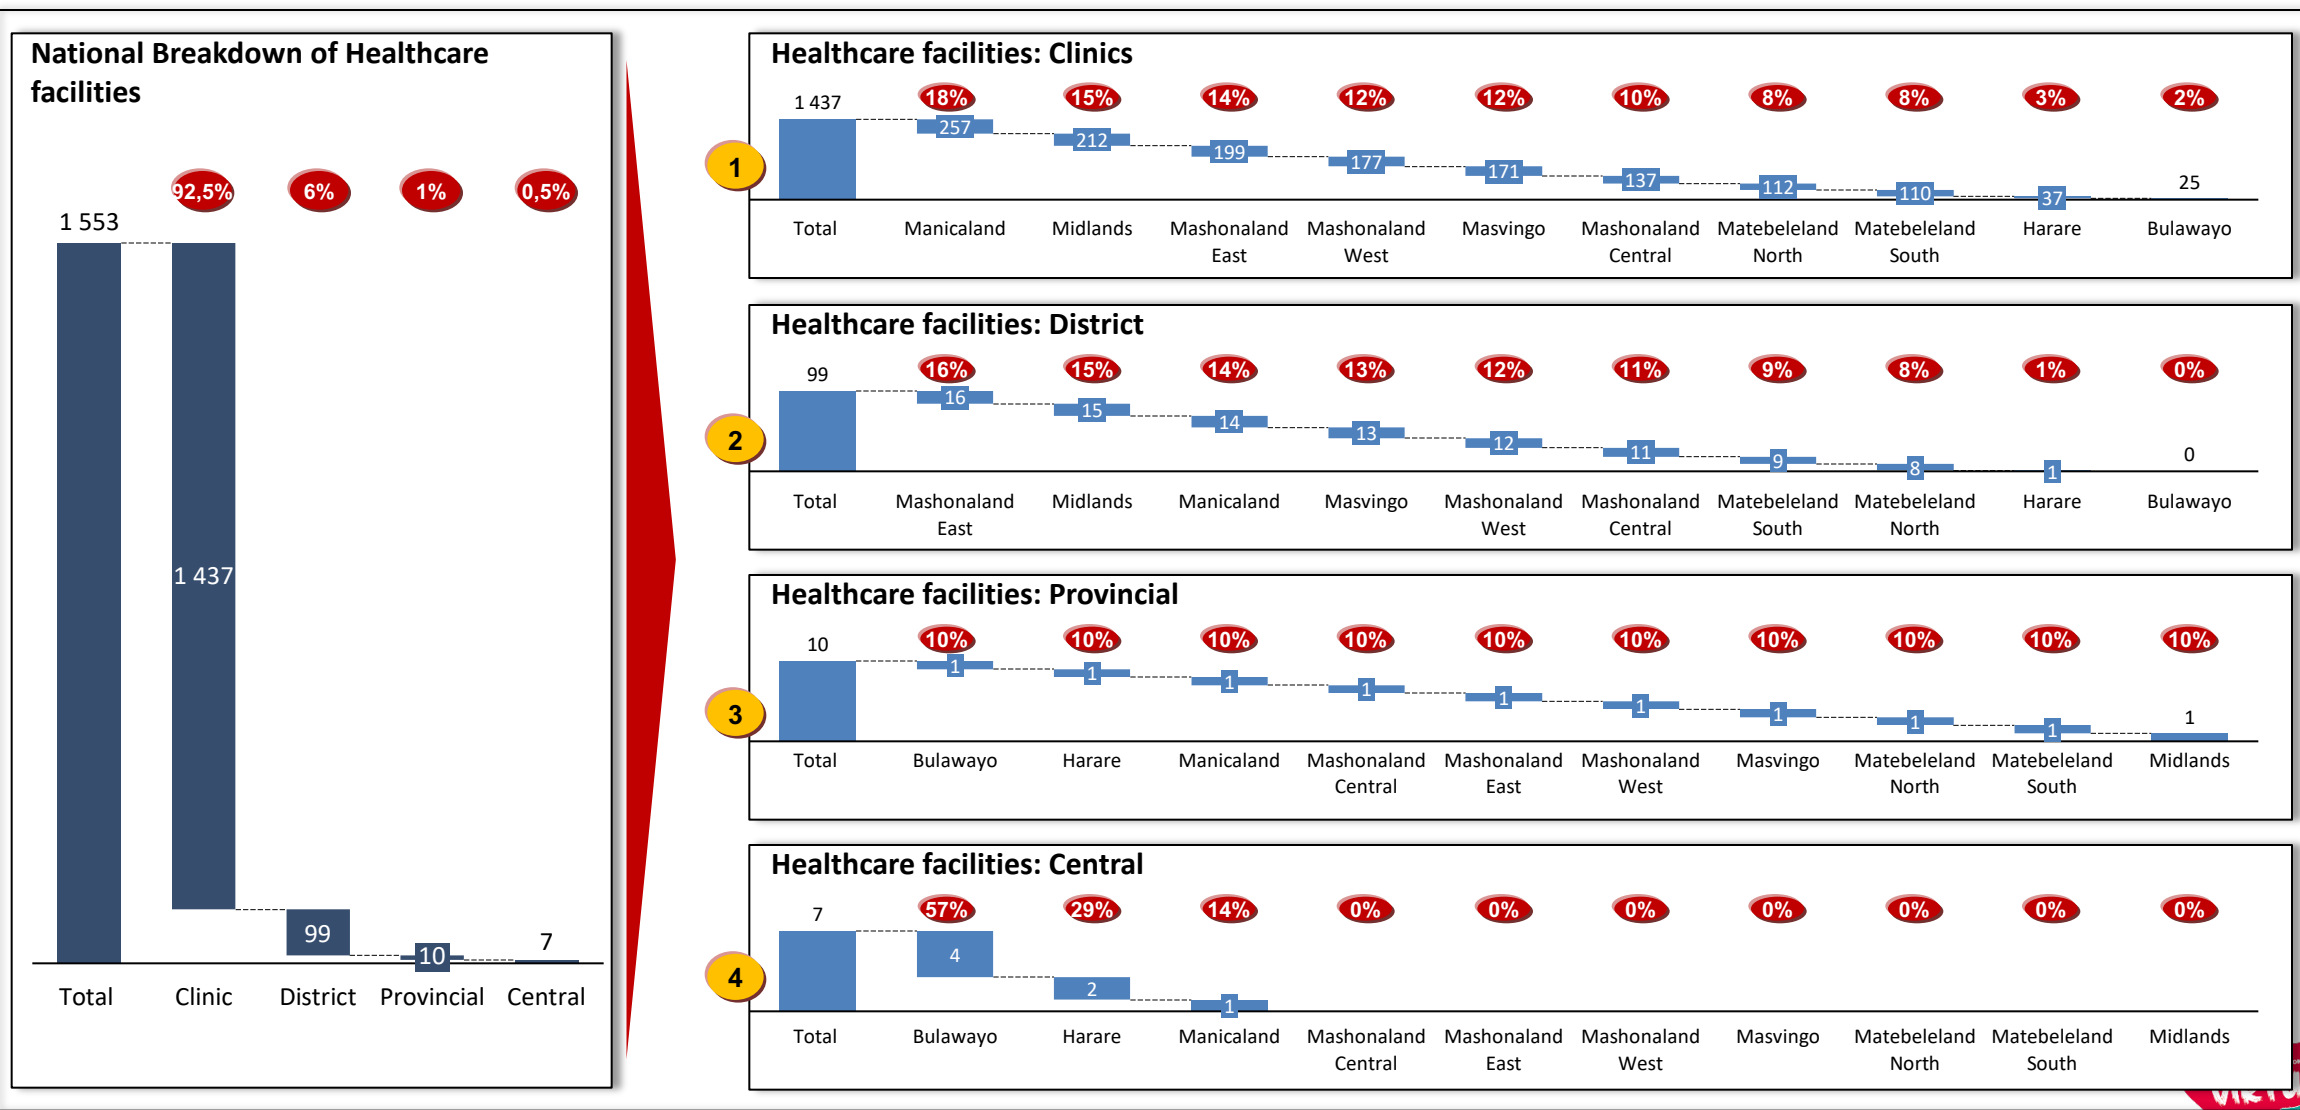 National Breakdown of Healthcare
facilities
92,5% 6% 1% 0,5%
1 553
1 437
99
10
7
Total Clinic District Provincial Central
1
Healthcare facilities: Clinics
1 437 18% 15% 14% 12% 12% 10% 8% 8% 3% 2%
257 212 199 177 171 137 112 110 37 25
Total Manicaland Midlands Mashonaland Mashonaland Masvingo Mashonaland Matebeleland Matebeleland Harare Bulawayo
East West Central North South
2
Healthcare facilities: District
99 16% 15% 14% 13% 12% 11% 9% 8% 1% 0%
16 15 14 13 12 11 9 8 1 0
Total Mashonaland Midlands Manicaland Masvingo Mashonaland Mashonaland Matebeleland Matebeleland Harare Bulawayo
East West Central South North
3
Healthcare facilities: Provincial
10 10% 10% 10% 10% 10% 10% 10% 10% 10% 10%
1 1 1 1 1 1 1 1 1 1
Total Bulawayo Harare Manicaland Mashonaland Mashonaland Mashonaland Masvingo Matebeleland Matebeleland Midlands
Central East West North South
4
Healthcare facilities: Central
7 57% 29% 14% 0% 0% 0% 0% 0% 0% 0%
4 2 1
Total Bulawayo Harare Manicaland Mashonaland Mashonaland Mashonaland Masvingo Matebeleland Matebeleland Midlands
Central East West North South